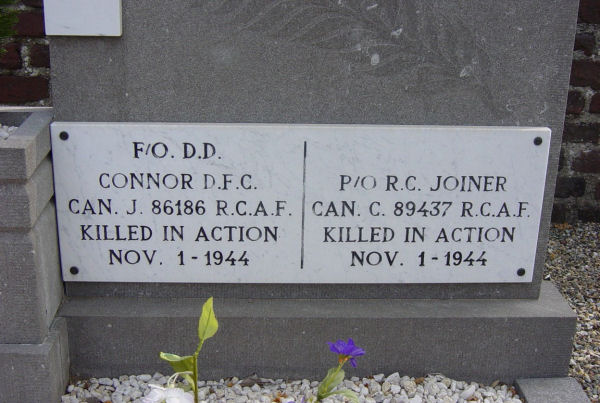 F/O. D.D.
CONNOR D.F.C.
CAN. J. 86186 R.C.A.F.
KILLED IN ACTION
NOV. 1-1944
P/O R.C. JOINER
CAN. C. 89437 R.C.A.F.
KILLED IN ACTION
NOV. 1-1944